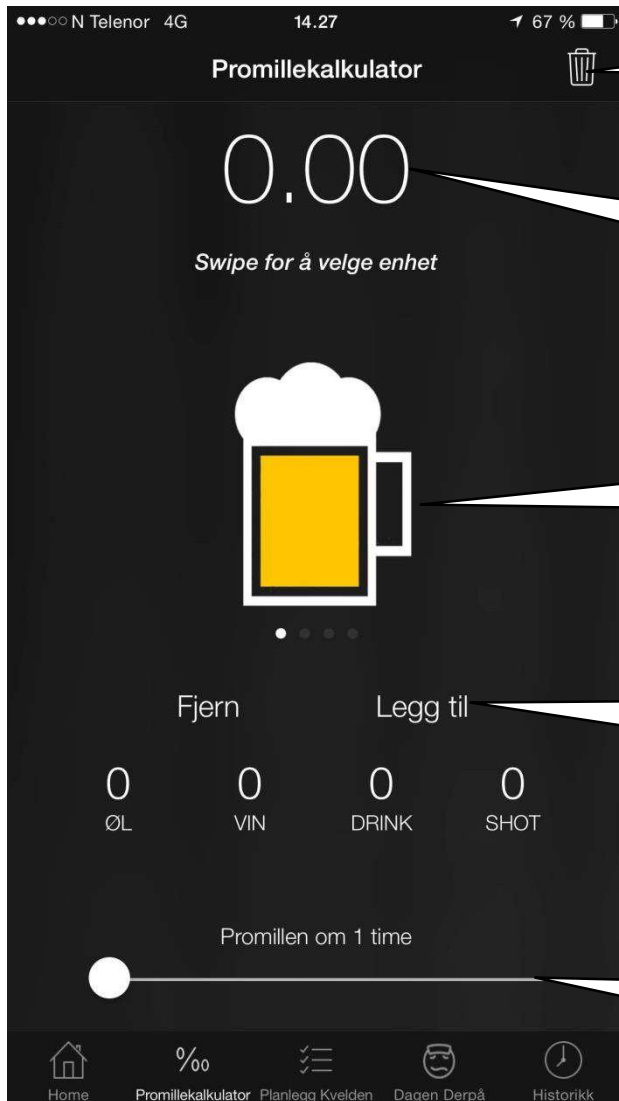 N Telenor 4G 14.27 67 %
Promillekalkulator
0.00
Swipe for å velge enhet
Fjern Legg til
0 0 0 0
ØL VIN DRINK SHOT
Promillen om 1 time
‰
Home Promillekalkulator Planlegg Kvelden Dagen Derpå Historikk